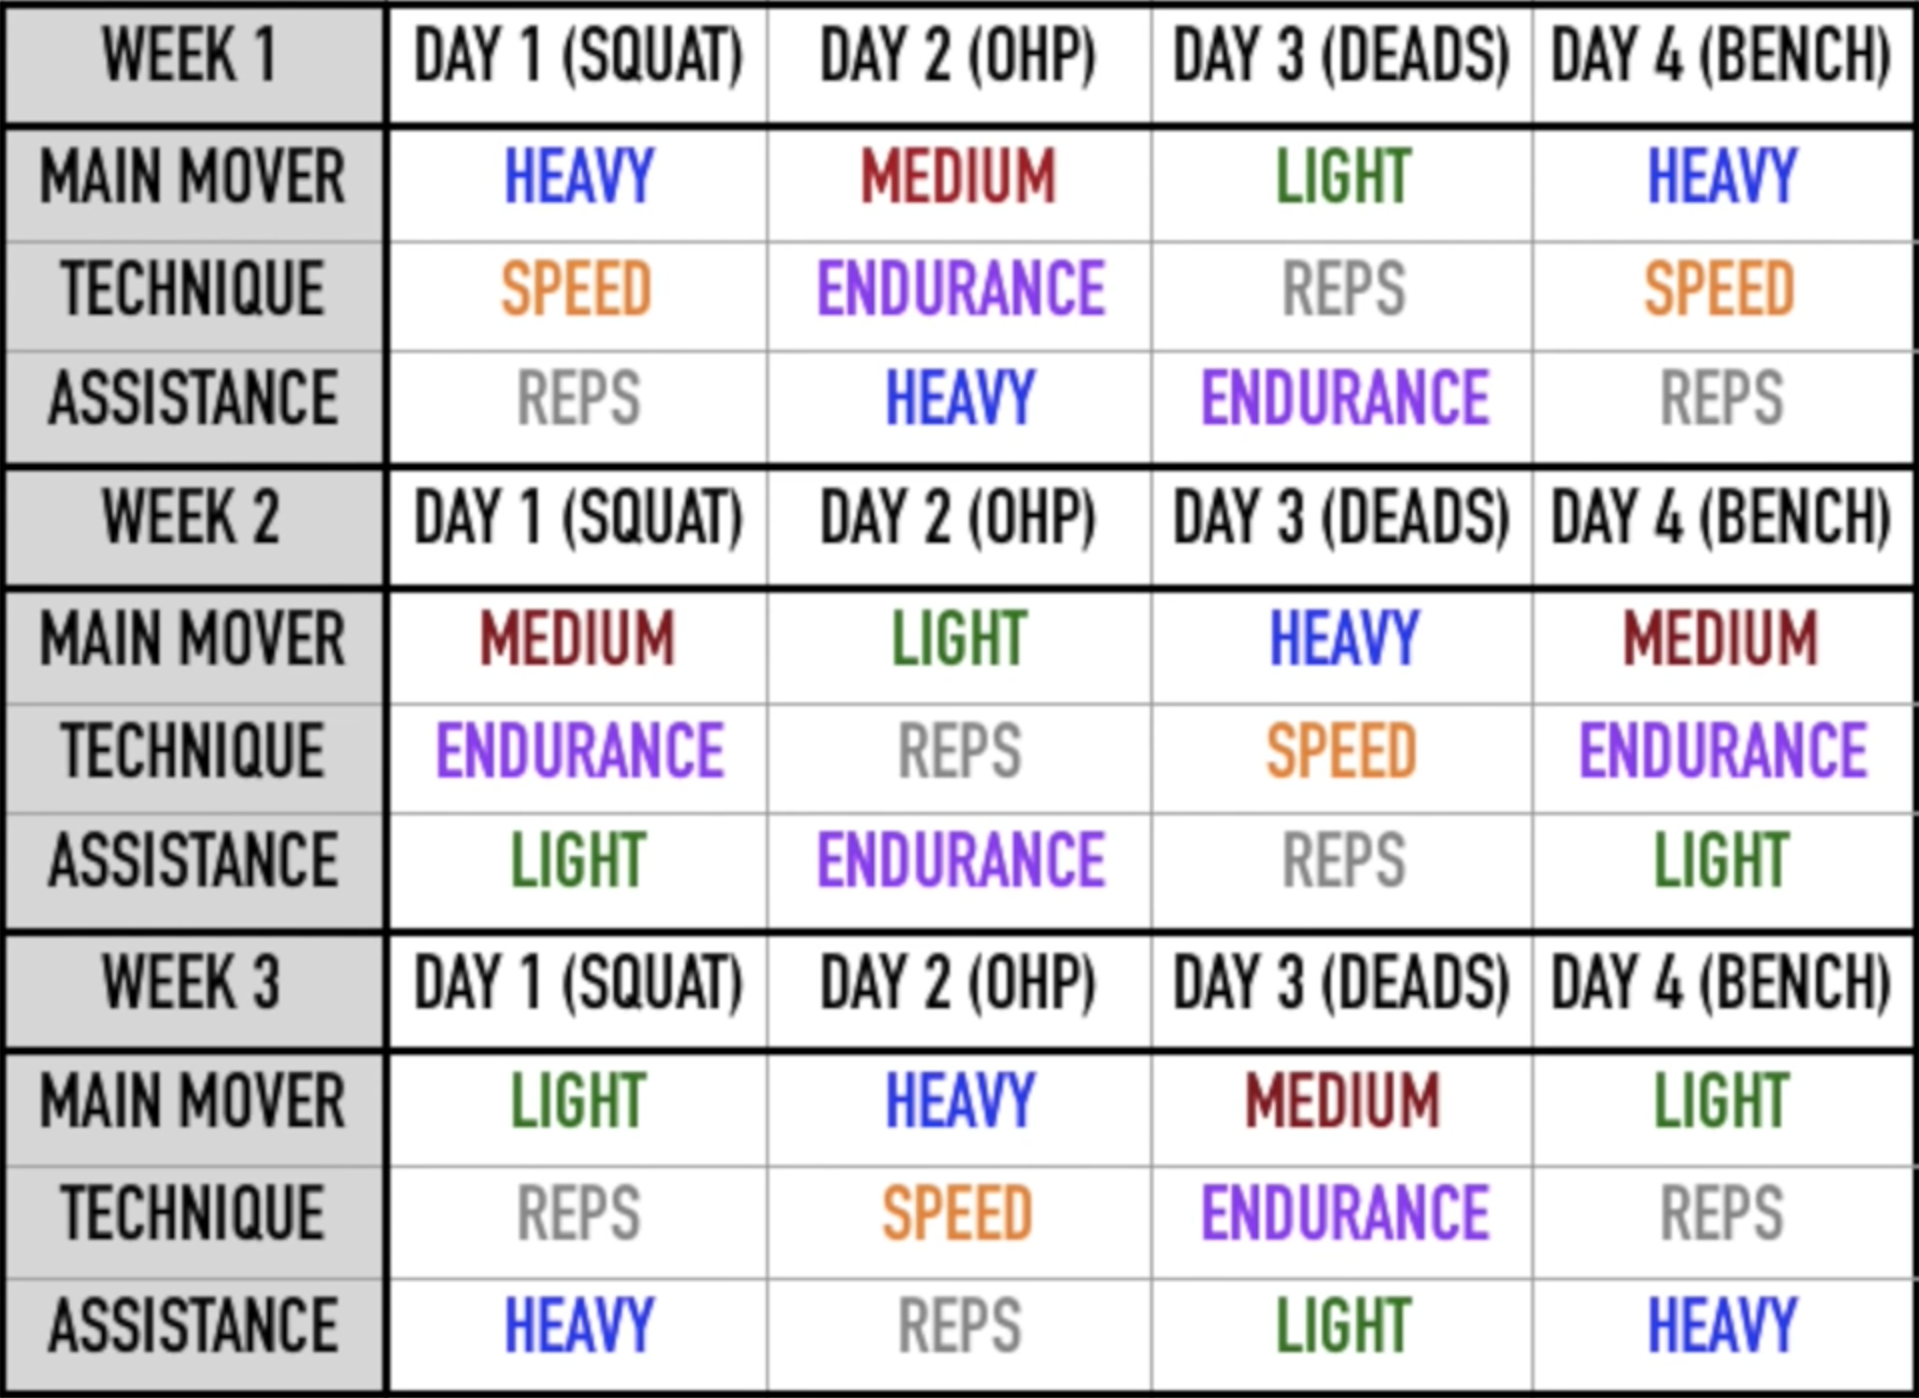 WEEK 1 DAY 1 (SQUAT) DAY 2 (OHP) DAY 3 (DEADS) DAY 4 (BENCH)
MAIN MOVER HEAVY MEDIUM LIGHT HEAVY
TECHNIQUE SPEED ENDURANCE REPS SPEED
ASSISTANCE REPS HEAVY ENDURANCE REPS
WEEK 2 DAY 1 (SQUAT) DAY 2 (OHP) DAY 3 (DEADS) DAY 4 (BENCH)
MAIN MOVER MEDIUM LIGHT HEAVY MEDIUM
TECHNIQUE ENDURANCE REPS SPEED ENDURANCE
ASSISTANCE LIGHT ENDURANCE REPS LIGHT
WEEK 3 DAY 1 (SQUAT) DAY 2 (OHP) DAY 3 (DEADS) DAY 4 (BENCH)
MAIN MOVER LIGHT HEAVY MEDIUM LIGHT
TECHNIQUE REPS SPEED ENDURANCE REPS
ASSISTANCE HEAVY REPS LIGHT HEAVY